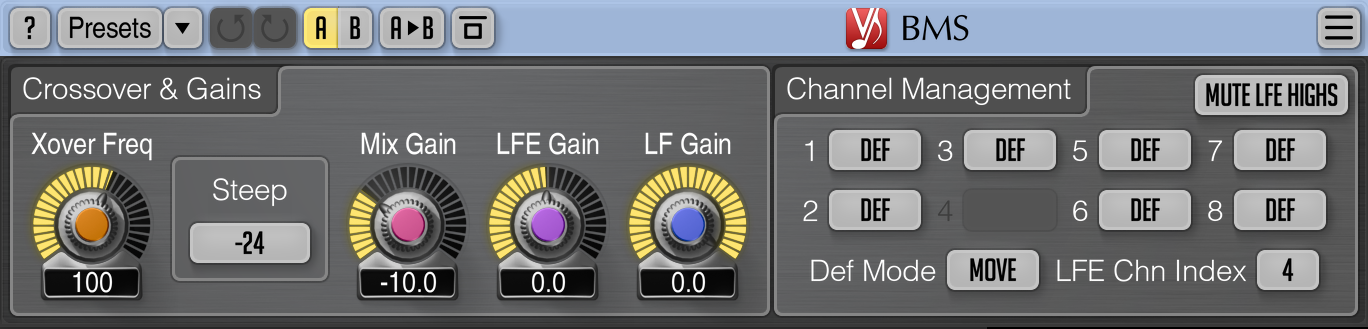 ? Presets A B A B BMS
Crossover & Gains
Channel Management
MUTE LFE HIGHS
Xover Freq Mix Gain LFE Gain LF Gain
Steep
-24
100 -10.0 0.0 0.0
1 DEF 3 DEF 5 DEF 7 DEF
2 DEF 4 6 DEF 8 DEF
Def Mode MOVE LFE Chn Index 4